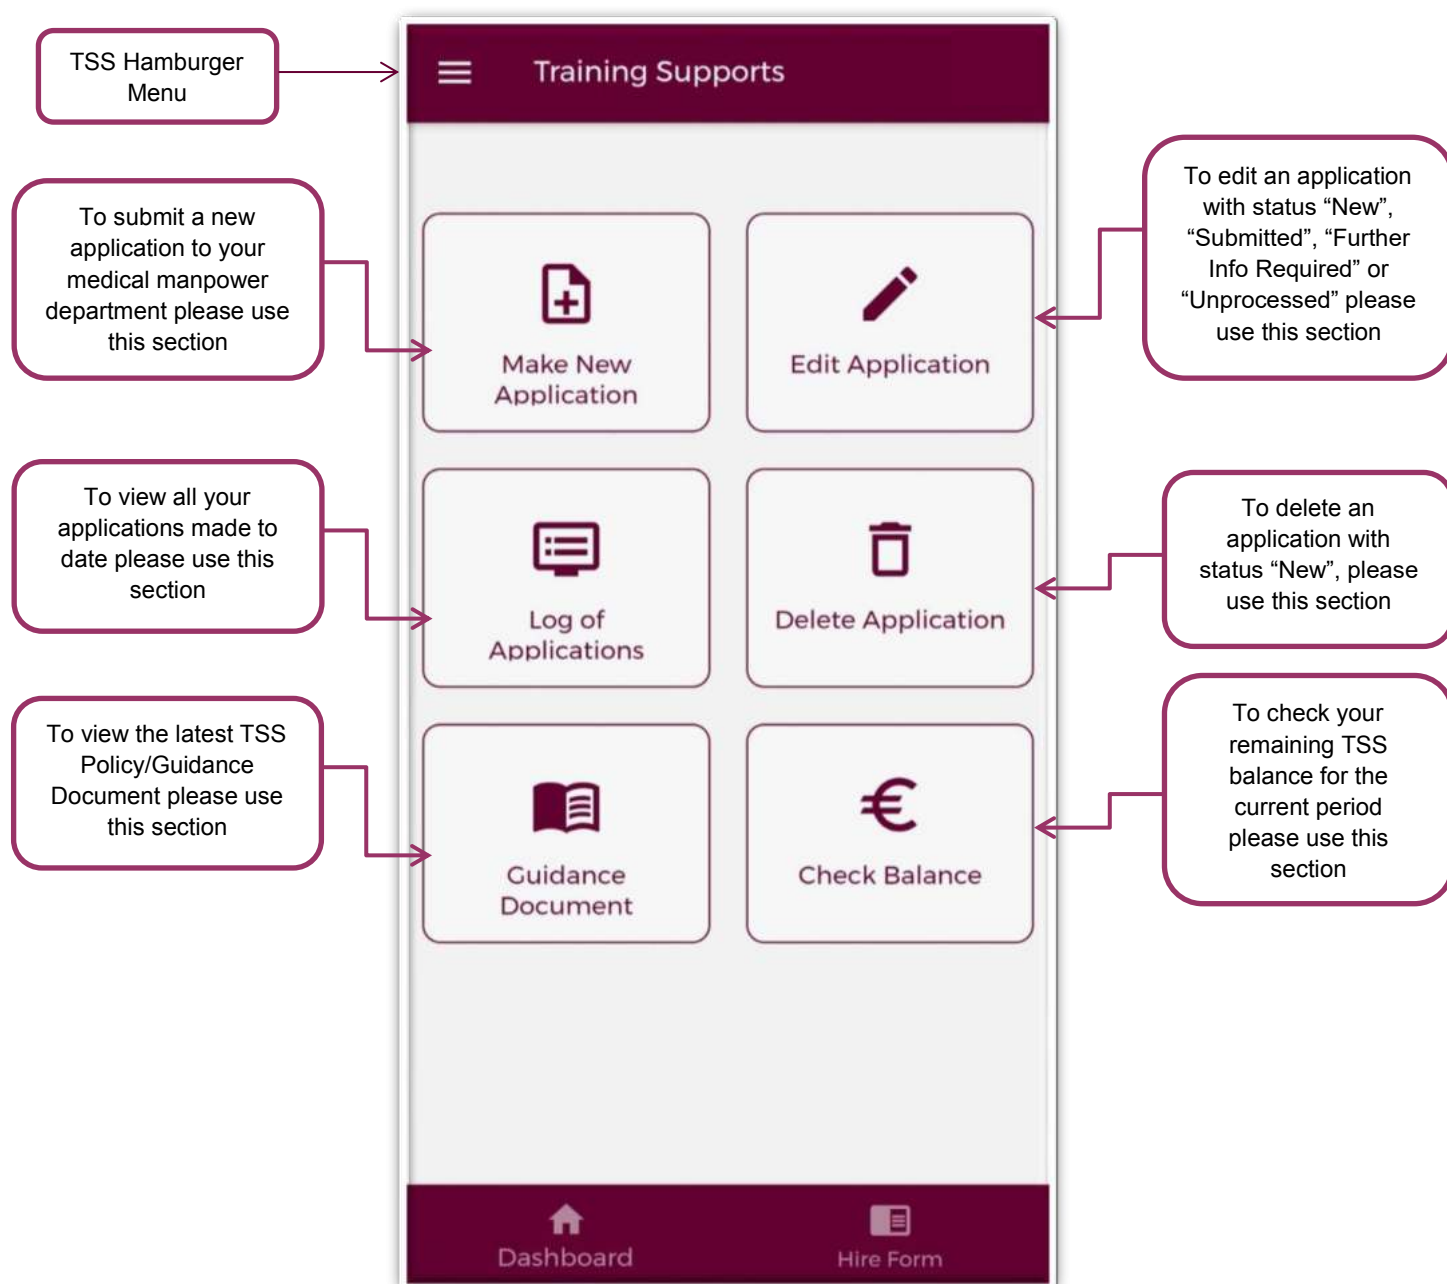 TSS Hamburger
Menu
Training Supports
To submit a new
application to your
medical manpower
department please use
this section
Make New
Application
Edit Application
To edit an application
with status “New”,
“Submitted”, “Further
Info Required” or
“Unprocessed” please
use this section
To view all your
applications made to
date please use this
section
Log of
Applications
Delete Application
To delete an
application with
status “New”, please
use this section
To view the latest TSS
Policy/Guidance
Document please use
this section
Guidance
Document
Check Balance
To check your
remaining TSS
balance for the
current period
please use this
section
Dashboard
Hire Form